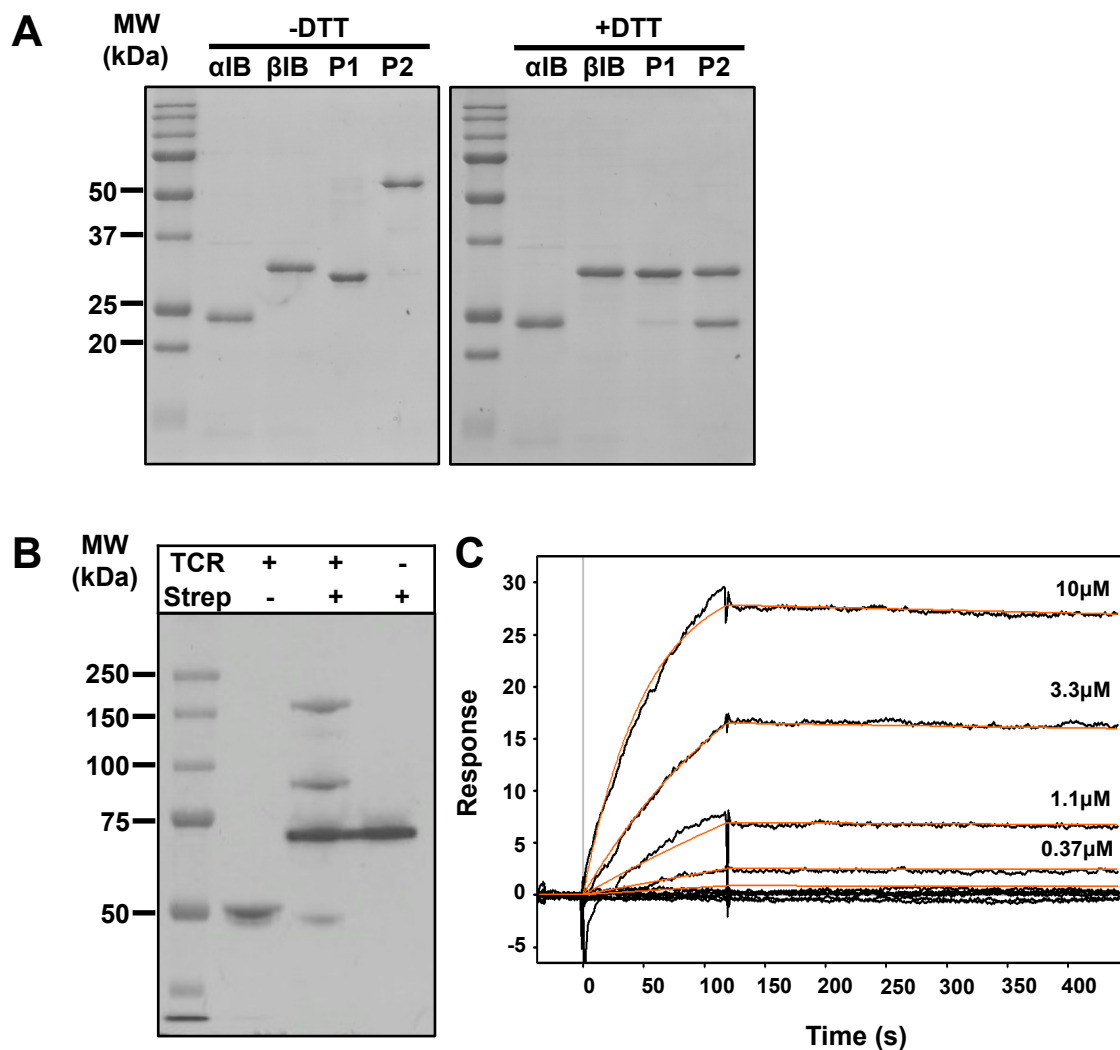 A
MW
(kDa)
-DTT
αIB βIB P1 P2
+DTT
αIB βIB P1 P2
50
37
25
20
B
MW
(kDa)
TCR + + -
Strep - + +
250
150
100
75
50
C
Response
30
25
20
15
10
5
0
-5
10µM
3.3µM
1.1µM
0.37µM
0 50 100 150 200 250 300 350 400
Time (s)